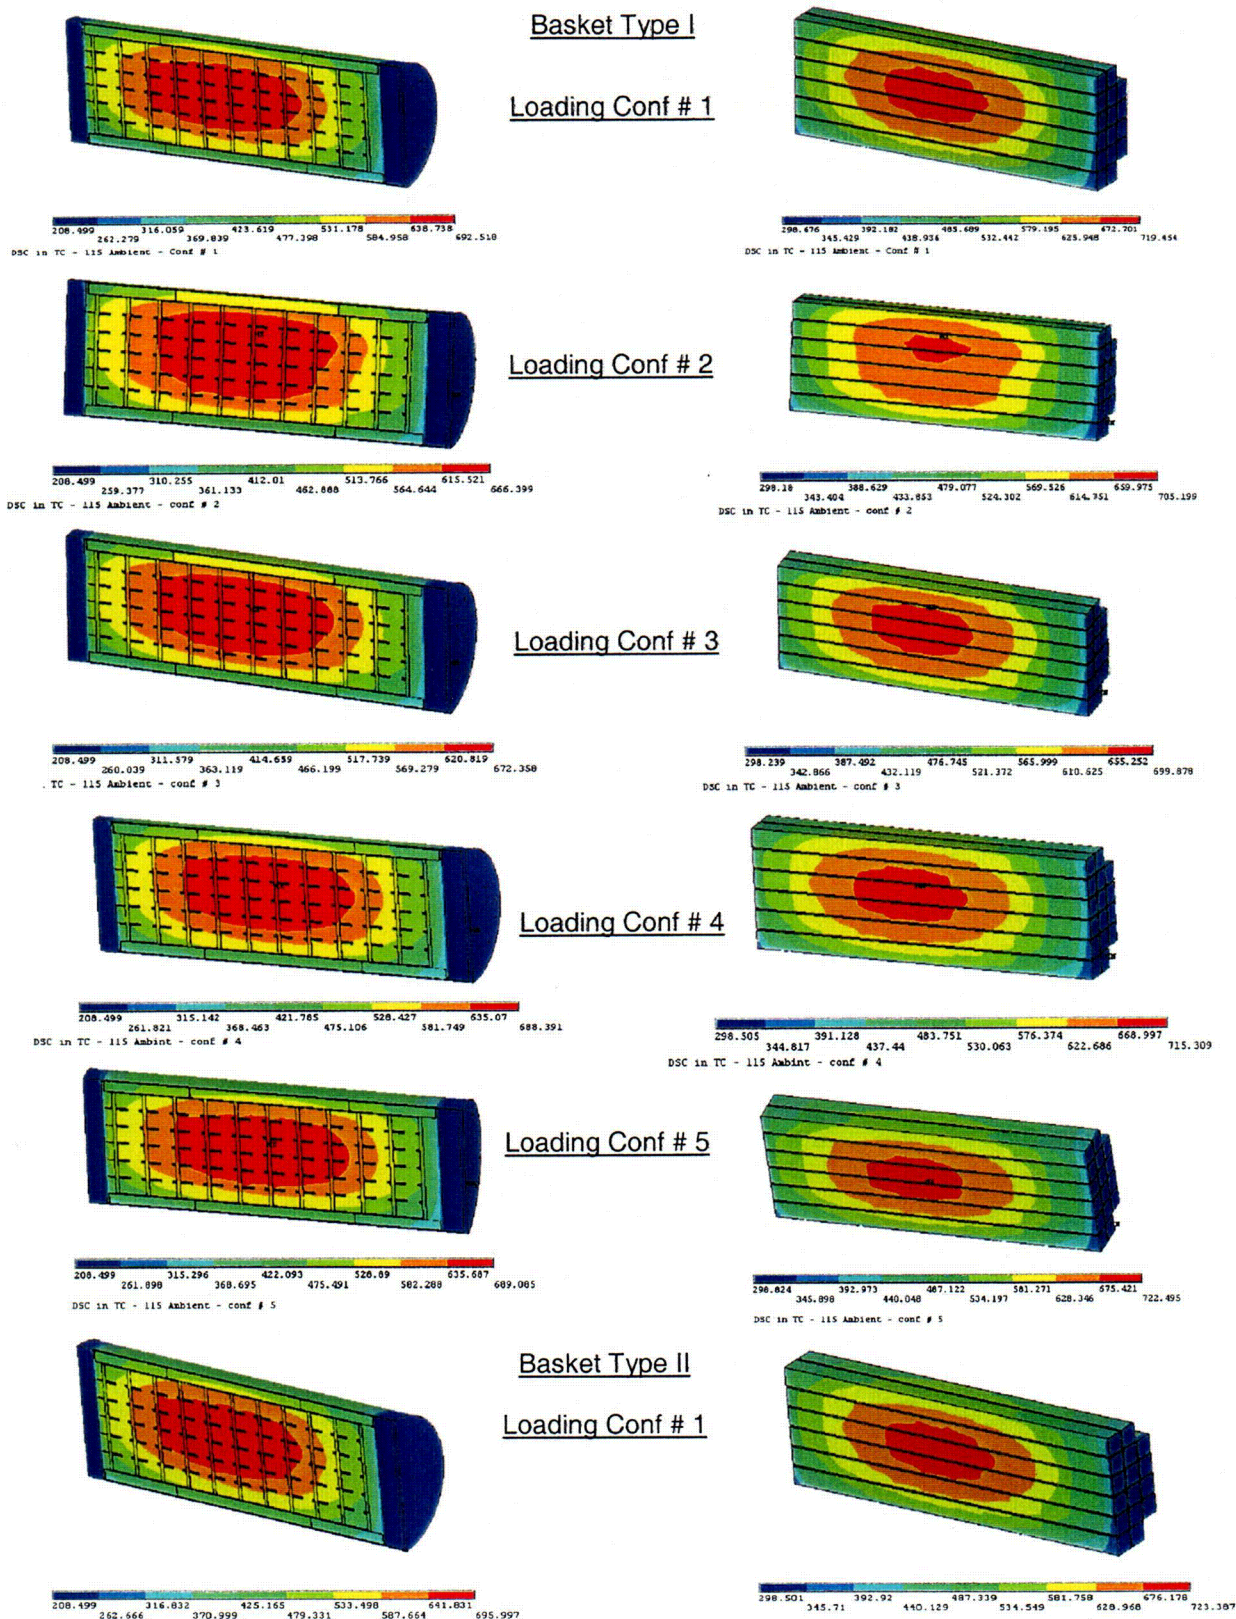 Basket Type I
Loading Conf # 1
208.499 316.059 423.619 531.178 638.738
262.279 369.839 477.398 584.958 692.518
DSC in TC - 115 Ambient - Conf # 1
298.676 392.182 485.689 579.195 672.701
345.429 438.936 532.442 625.948 719.454
DSC in TC - 115 Ambient - Conf # 1
Loading Conf # 2
208.499 310.255 412.01 513.766 615.521
259.377 361.133 462.888 564.644 666.399
DSC in TC - 115 Ambient - conf # 2
298.18 388.629 479.077 569.526 659.975
343.404 433.853 524.302 614.751 705.199
DSC in TC - 115 Ambient - conf # 2
Loading Conf # 3
208.499 311.579 414.659 517.739 620.819
260.039 363.119 466.199 569.279 672.358
. TC - 115 Ambient - conf # 3
298.239 387.492 476.745 565.999 655.252
342.866 432.119 521.372 610.625 699.878
DSC in TC - 115 Ambient - conf # 3
Loading Conf # 4
208.499 315.142 421.785 528.427 635.07
261.821 368.463 475.106 581.749 688.391
DSC in TC - 115 Ambint - conf # 4
298.505 391.128 483.751 576.374 668.997
344.817 437.44 530.063 622.686 715.309
DSC in TC - 115 Ambint - conf # 4
Loading Conf # 5
208.499 315.296 422.093 528.89 635.687
261.898 368.695 475.491 582.288 689.085
DSC in TC - 115 Ambient - conf # 5
298.824 392.973 487.122 581.271 675.421
345.898 440.048 534.197 628.346 722.495
DSC in TC - 115 Ambient - conf # 5
Basket Type II
Loading Conf # 1
208.499 316.832 425.165 533.498 641.831
262.666 370.999 479.331 587.664 695.997
298.501 392.92 487.339 581.758 676.178
345.71 440.129 534.549 628.968 723.387